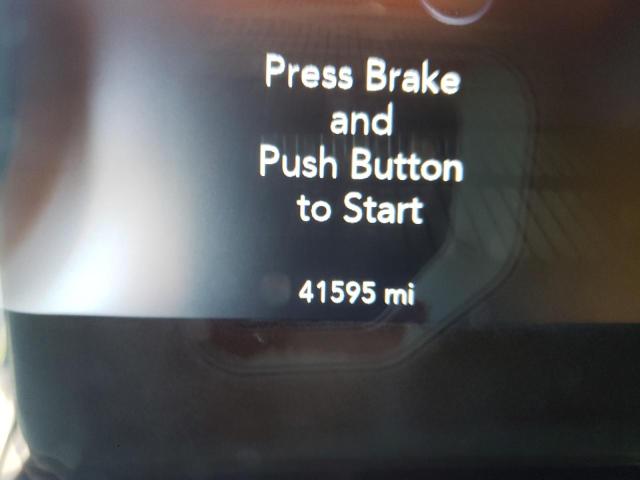 Press Brake
and
Push Button
to Start
41595 mi